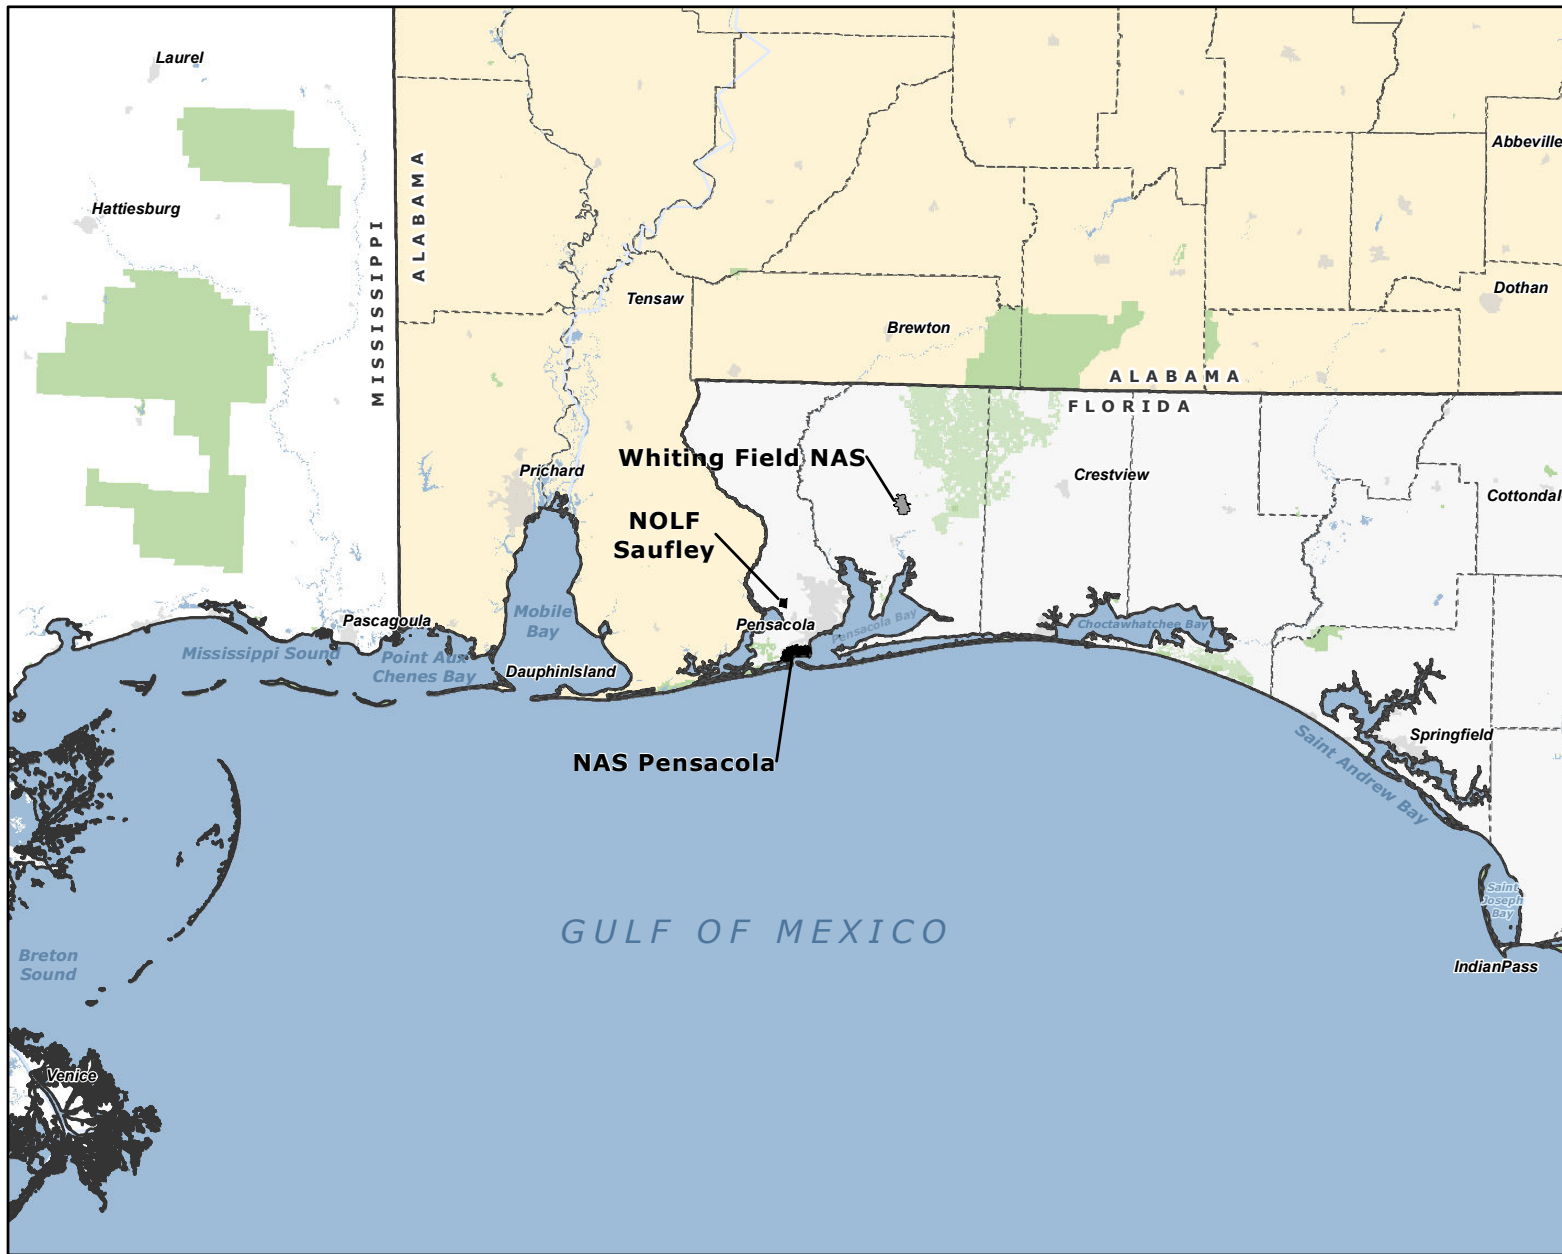 Laurel
Abbeville
ALABAMA
Hattiesburg
MISSISSIPPI
Dothan
Tensaw
Brewton
ALABAMA
FLORIDA
Whiting Field NAS
Prichard
Crestview
Cottondal
NOLF
Saufley
Mobile
Bay
Pascagoula
Pensacola
Pensacola Bay
Choctawhatchee Bay
Mississippi Sound
Point Aux
Chenes Bay
DauphinIsland
NAS Pensacola
Springfield
Saint Andrew Bay
Saint
Joseph
Bay
GULF OF MEXICO
Breton
Sound
IndianPass
Venice